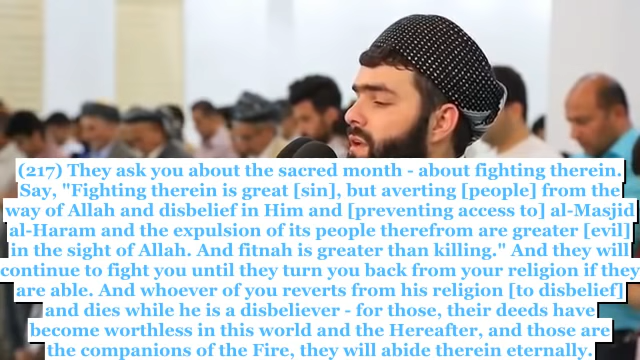 (217) They ask you about the sacred month - about fighting therein.
Say, "Fighting therein is great [sin], but averting [people] from the
way of Allah and disbelief in Him and [preventing access to] al-Masjid
al-Haram and the expulsion of its people therefrom are greater [evil]
in the sight of Allah. And fitnah is greater than killing." And they will
continue to fight you until they turn you back from your religion if they
are able. And whoever of you reverts from his religion [to disbelief]
and dies while he is a disbeliever - for those, their deeds have
become worthless in this world and the Hereafter, and those are
the companions of the Fire, they will abide therein eternally.